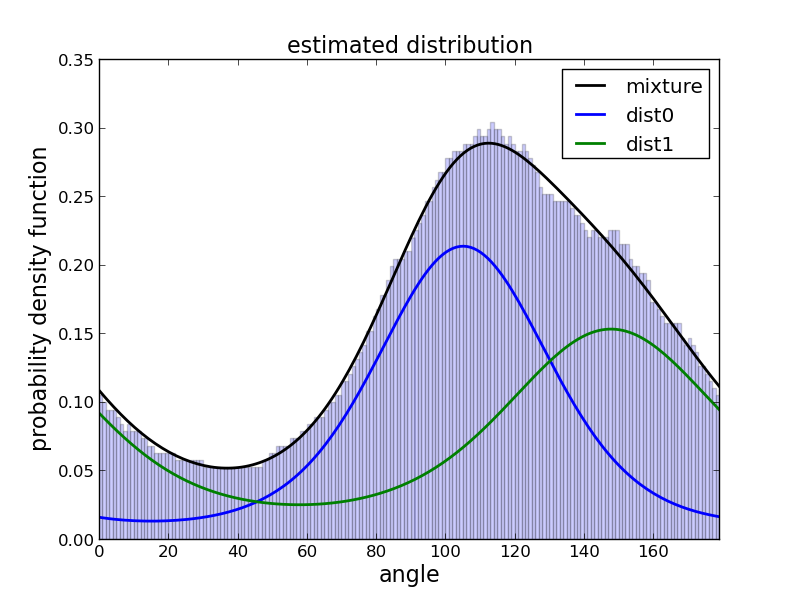 estimated distribution
mixture
dist0
dist1
probability density function
0.35
0.30
0.25
0.20
0.15
0.10
0.05
0.00
0 20 40 60 80 100 120 140 160
angle